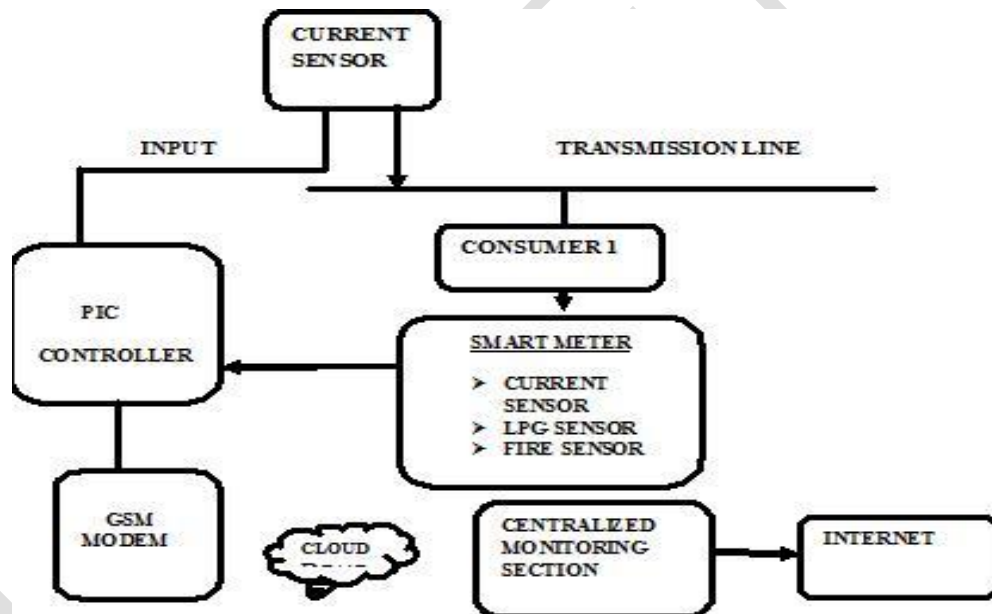 CURRENT
SENSOR
INPUT
TRANSMISSION LINE
CONSUMER 1
PIC
CONTROLLER
SMART METER
➢ CURRENT
SENSOR
➢ LPG SENSOR
➢ FIRE SENSOR
GSM
MODEM
CLOUD
CENTRALIZED
MONITORING
SECTION
INTERNET